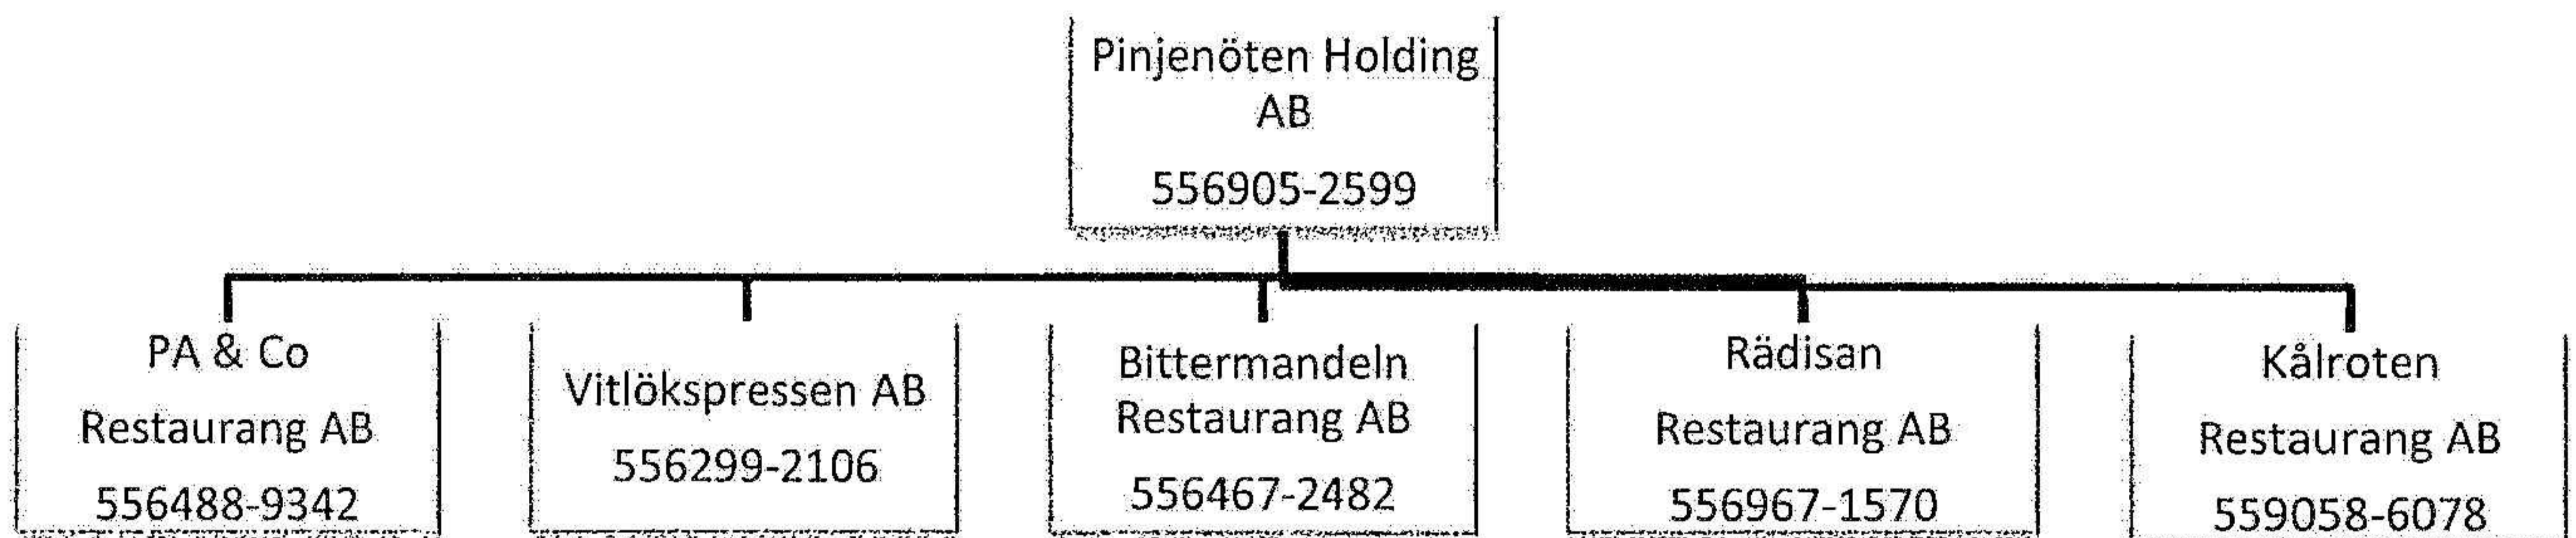 Pinjenöten Holding
AB
556905-2599
PA & Co
Restaurang AB
556488-9342
Vitlökspressen AB
556299-2106
Bittermandeln
Restaurang AB
556467-2482
Rädisan
Restaurang AB
556967-1570
Kålroten
Restaurang AB
559058-6078